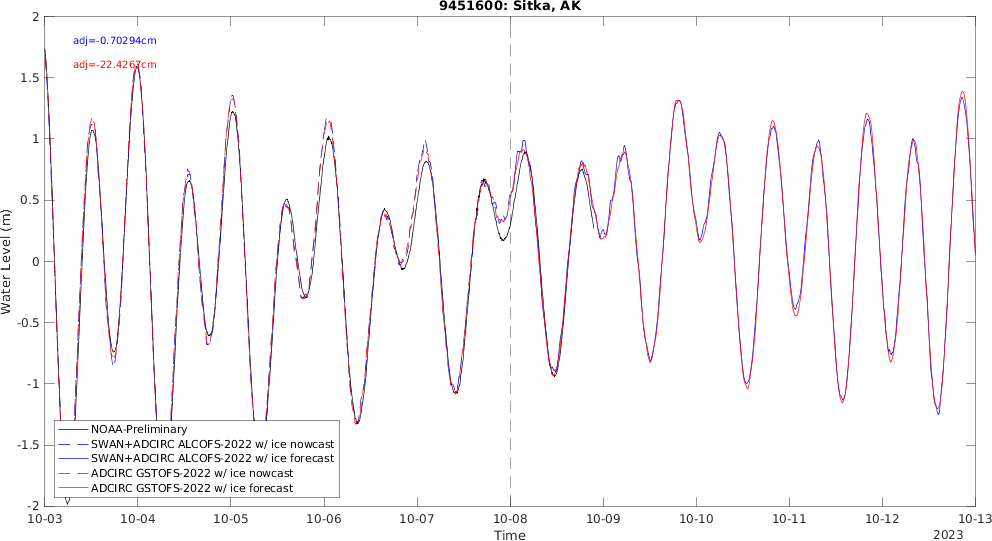 9451600: Sitka, AK
adj=-0.70294cm
adj=-22.4267cm
Water Level (m)
2
1.5
1
0.5
0
-0.5
-1
-1.5
-2
NOAA-Preliminary
SWAN+ADCIRC ALCOFS-2022 w/ ice nowcast
SWAN+ADCIRC ALCOFS-2022 w/ ice forecast
ADCIRC GSTOFS-2022 w/ ice nowcast
ADCIRC GSTOFS-2022 w/ ice forecast
10-03 10-04 10-05 10-06 10-07 10-08 10-09 10-10 10-11 10-12 10-13
Time
2023